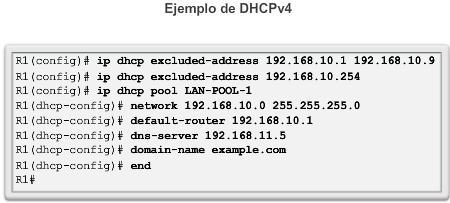 Ejemplo de DHCPv4
R1(config)# ip dhcp excluded-address 192.168.10.1 192.168.10.9
R1(config)# ip dhcp excluded-address 192.168.10.254
R1(config)# ip dhcp pool LAN-POOL-1
R1(dhcp-config)# network 192.168.10.0 255.255.255.0
R1(dhcp-config)# default-router 192.168.10.1
R1(dhcp-config)# dns-server 192.168.11.5
R1(dhcp-config)# domain-name example.com
R1(dhcp-config)# end
R1#